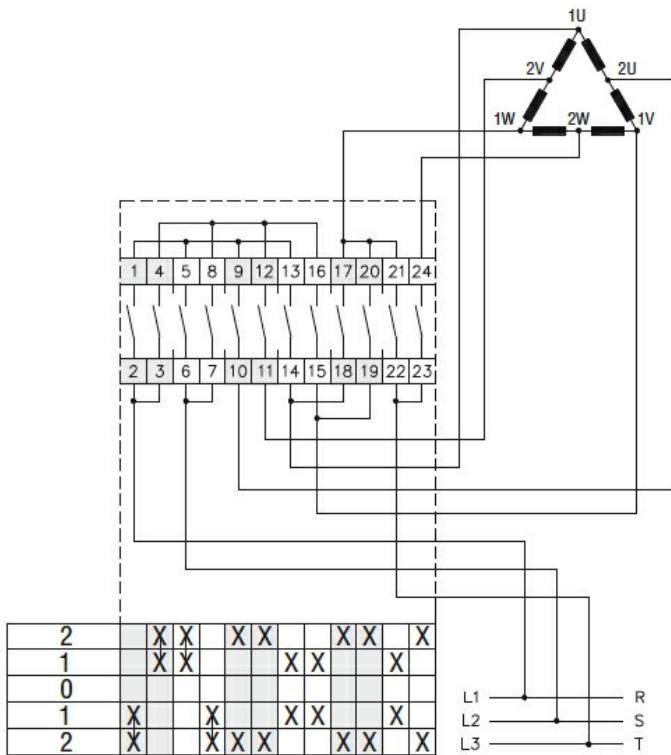 1U
2V 2U
1W 2W 1V
1 4 5 8 9 12 13 16 17 20 21 24
2 3 6 7 10 11 14 15 18 19 22 23
2 X X X X X X X
1 X X X X X
0
1 X X X X X
2 X X X X X X X
L1 R
L2 S
L3 T